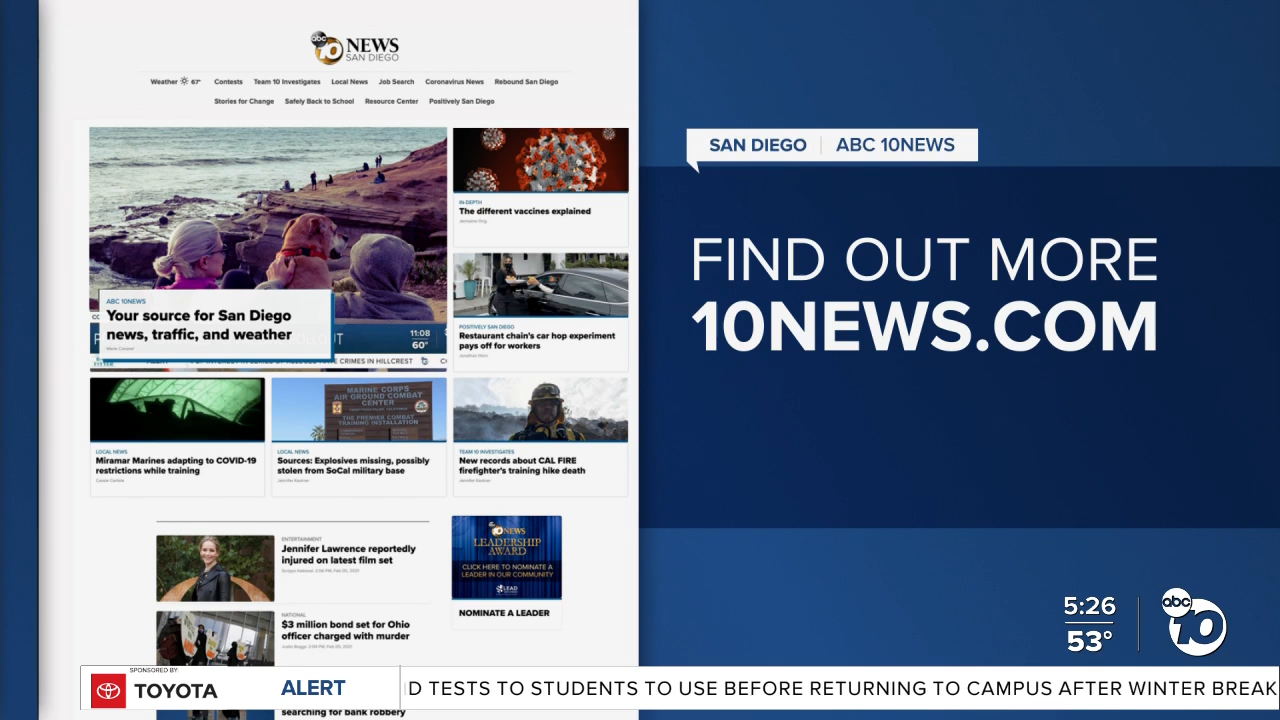 abc 10 NEWS
SAN DIEGO
Weather 67° Contests Team 10 Investigates Local News Job Search Coronavirus News Rebound San Diego
Stories for Change Safely Back to School Resource Center Positively San Diego
ABC 10NEWS
Your source for San Diego
news, traffic, and weather
11:08
60°
CRIMES IN HILLCREST
IN-DEPTH
The different vaccines explained
POSITIVELY SAN DIEGO
Restaurant chain's car hop experiment
pays off for workers
LOCAL NEWS
Miramar Marines adapting to COVID-19
restrictions while training
MARINE CORPS
AIR GROUND COMBAT
CENTER
THE PREMIER COMBAT
TRAINING INSTALLATION
LOCAL NEWS
Sources: Explosives missing, possibly
stolen from SoCal military base
TEAM 10 INVESTIGATES
New records about CAL FIRE
firefighter's training hike death
ENTERTAINMENT
Jennifer Lawrence reportedly
injured on latest film set
NATIONAL
$3 million bond set for Ohio
officer charged with murder
searching for bank robbery
10 NEWS
LEADERSHIP
AWARD
CLICK HERE TO NOMINATE A
LEADER IN OUR COMMUNITY
LEAD
NOMINATE A LEADER
SAN DIEGO ABC 10NEWS
FIND OUT MORE
10NEWS.COM
5:26
53°
abc 10
SPONSORED BY:
TOYOTA
ALERT
D TESTS TO STUDENTS TO USE BEFORE RETURNING TO CAMPUS AFTER WINTER BREAK